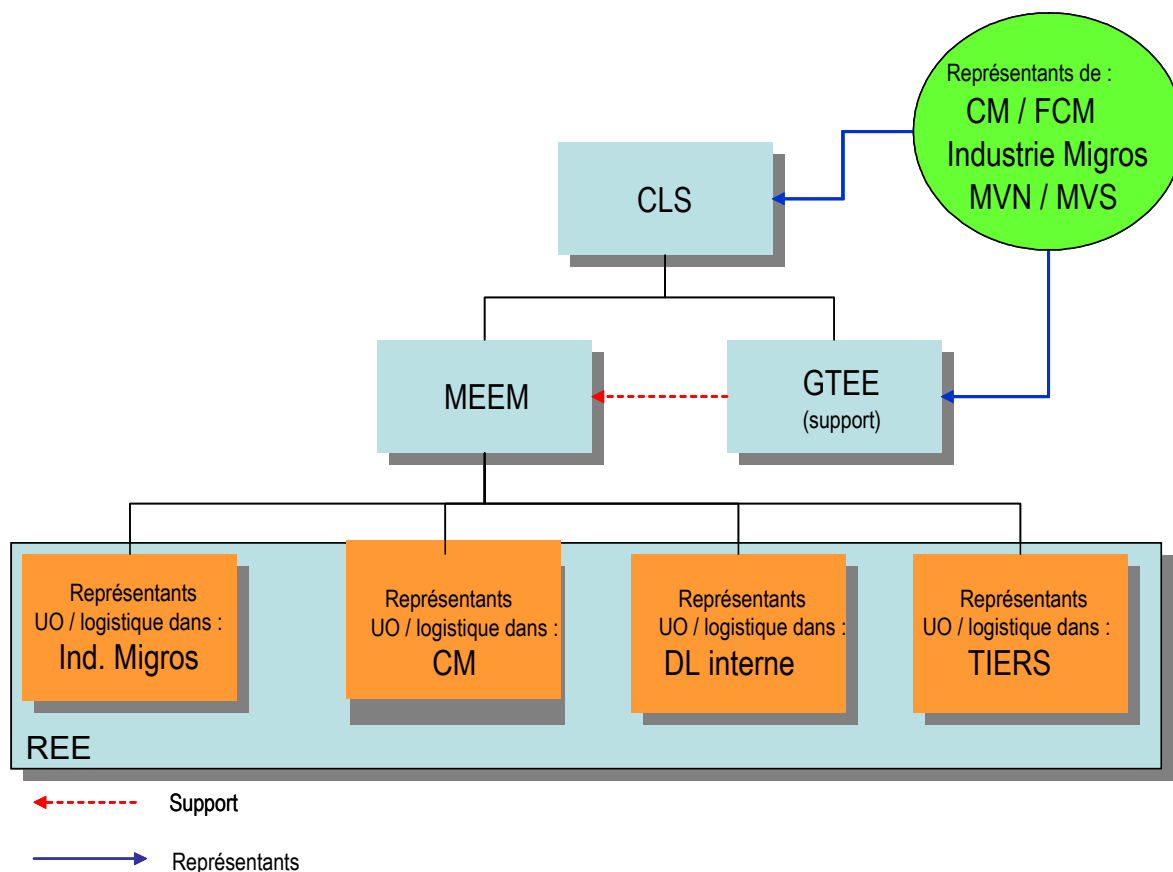 Représentants de :
CM / FCM
Industrie Migros
MVN / MVS
CLS
MEEM
GTEE
(support)
Représentants
UO / logistique dans :
Ind. Migros
Représentants
UO / logistique dans :
CM
Représentants
UO / logistique dans :
DL interne
Représentants
UO / logistique dans :
TIERS
REE
Support
Représentants